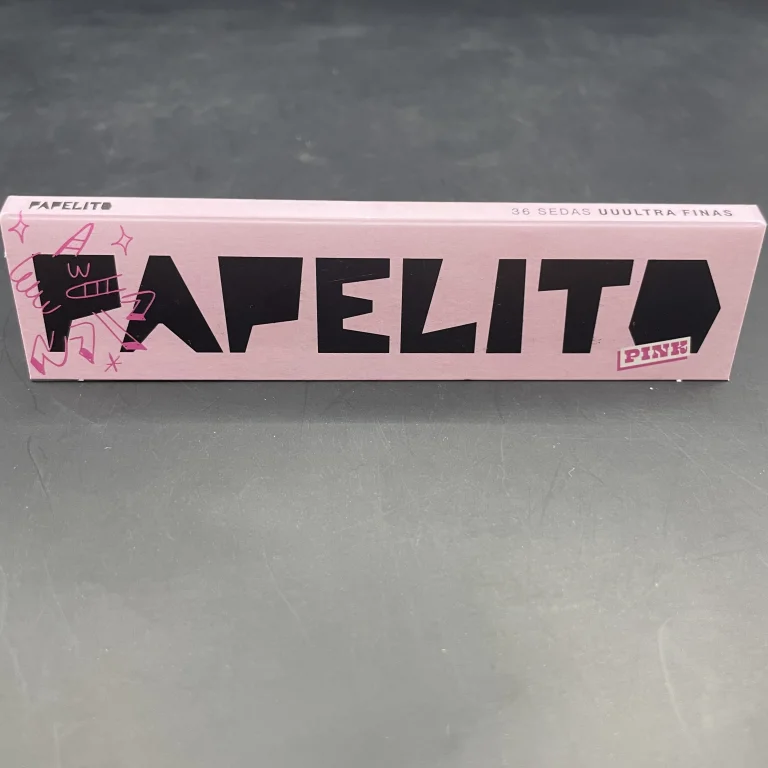 PAPELITO
36 SEDAS UUULTRA FINAS
PAPELITO
PINK